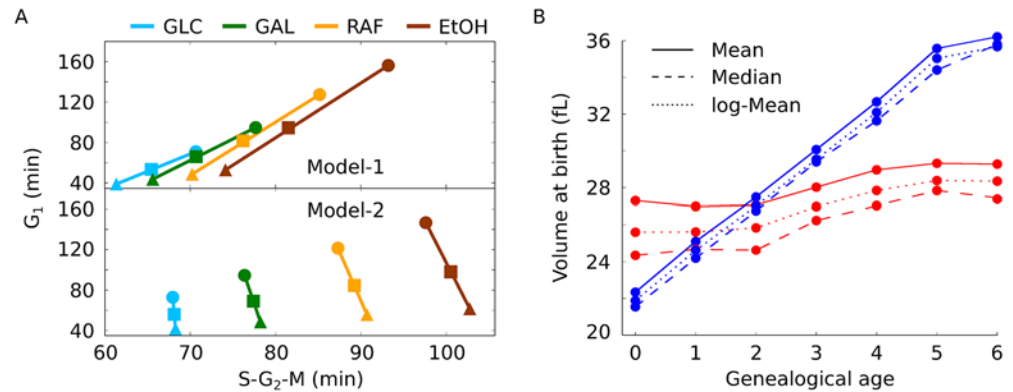 A
GLC GAL RAF EtOH
160
120
80
40
Model-1
160
120
80
40
Model-2
G₁ (min)
60 70 80 90 100
S-G₂-M (min)
B
36
32
28
24
20
Mean
Median
log-Mean
Volume at birth (fL)
0 1 2 3 4 5 6
Genealogical age